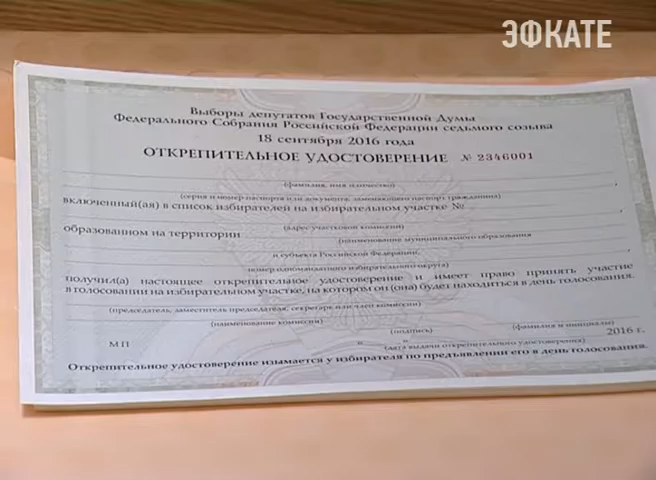 ЭФКАТЕ
Выборы депутатов Государственной Думы
Федерального Собрания Российской Федерации седьмого созыва
18 сентября 2016 года
ОТКРЕПИТЕЛЬНОЕ УДОСТОВЕРЕНИЕ № 2346001
(фамилия, имя, отчество)
(серия и номер паспорта или документа, заменяющего паспорт гражданина)
включенный(ая) в список избирателей на избирательном участке №
(адрес участковой комиссии)
образованном на территории
(наименование муниципального образования
и субъекта Российской Федерации,
номер одномандатного избирательного округа)
получил(а) настоящее открепительное удостоверение и имеет право принять участие
в голосовании на избирательном участке, на котором он (она) будет находиться в день голосования.
(председатель, заместитель председателя, секретарь или член комиссии)
(наименование комиссии) (подпись) (фамилия и инициалы)
МП " " 2016 г.
(дата выдачи открепительного удостоверения)
Открепительное удостоверение изымается у избирателя по предъявлении его в день голосования.